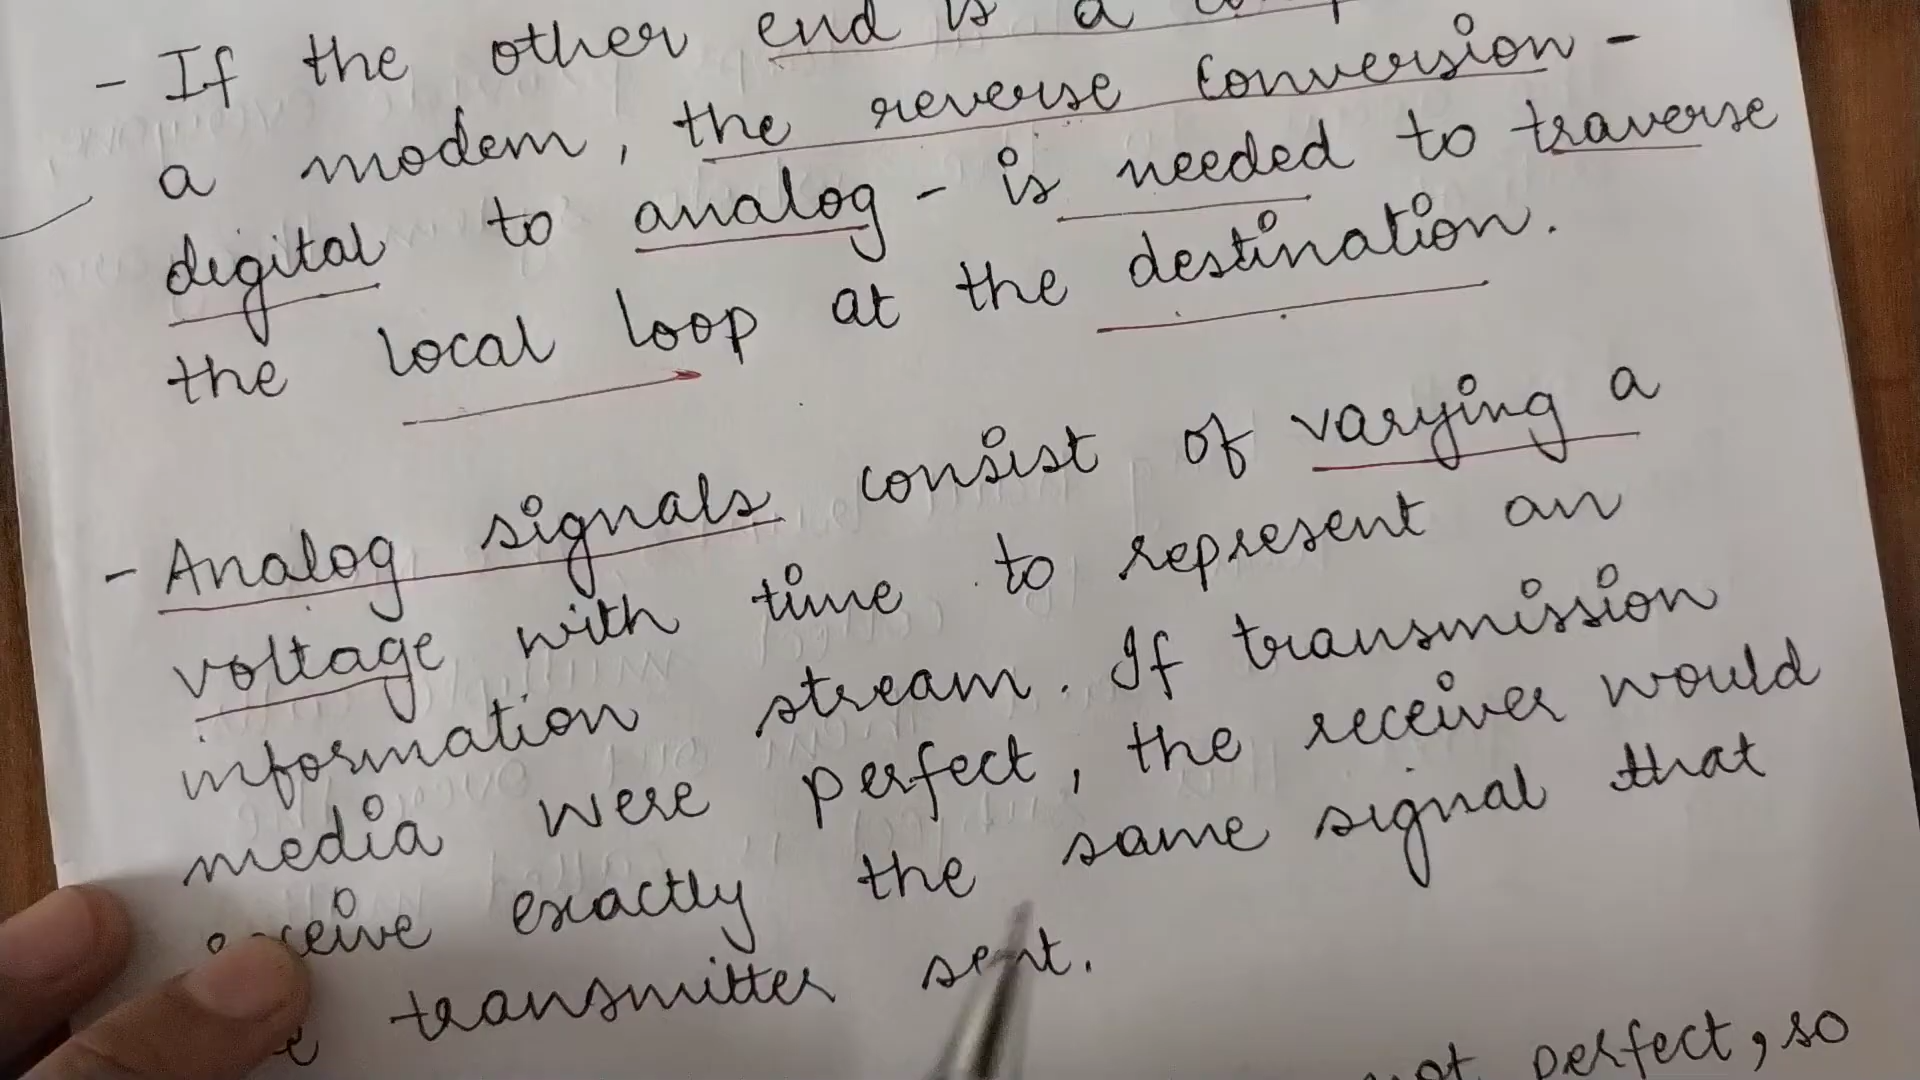 - If the other end is a
a modem, the reverse conversion -
digital to analog - is needed to traverse
the local loop at the destination.
- Analog signals consist of varying a
voltage with time to represent an
information stream. If transmission
media were perfect, the receiver would
receive exactly the same signal that
transmitter sent.
not perfect, so